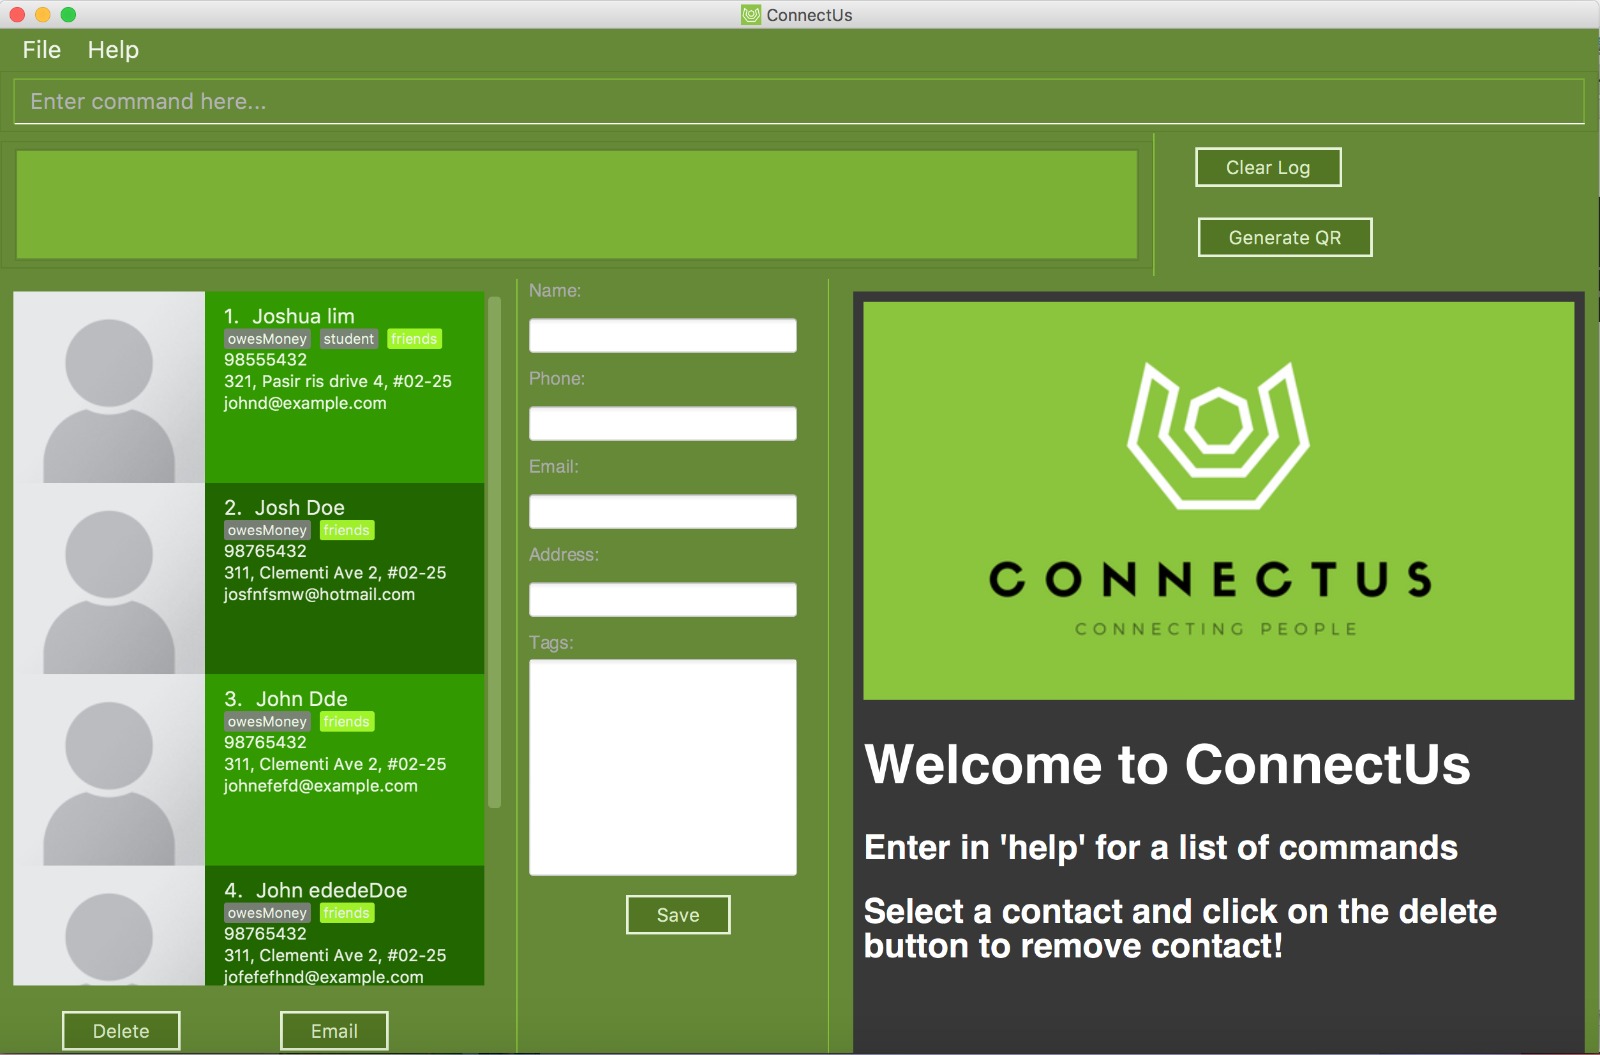 ConnectUs
File Help
Enter command here...
Clear Log
Generate QR
1. Joshua lim
owesMoney student friends
98555432
321, Pasir ris drive 4, #02-25
johnd@example.com
2. Josh Doe
owesMoney friends
98765432
311, Clementi Ave 2, #02-25
josfnfsmw@hotmail.com
3. John Dde
owesMoney friends
98765432
311, Clementi Ave 2, #02-25
johnefefd@example.com
4. John ededeDoe
owesMoney friends
98765432
311, Clementi Ave 2, #02-25
jofefefhnd@example.com
Delete Email
Name:
Phone:
Email:
Address:
Tags:
Save
CONNECTUS
CONNECTING PEOPLE
Welcome to ConnectUs
Enter in 'help' for a list of commands
Select a contact and click on the delete
button to remove contact!